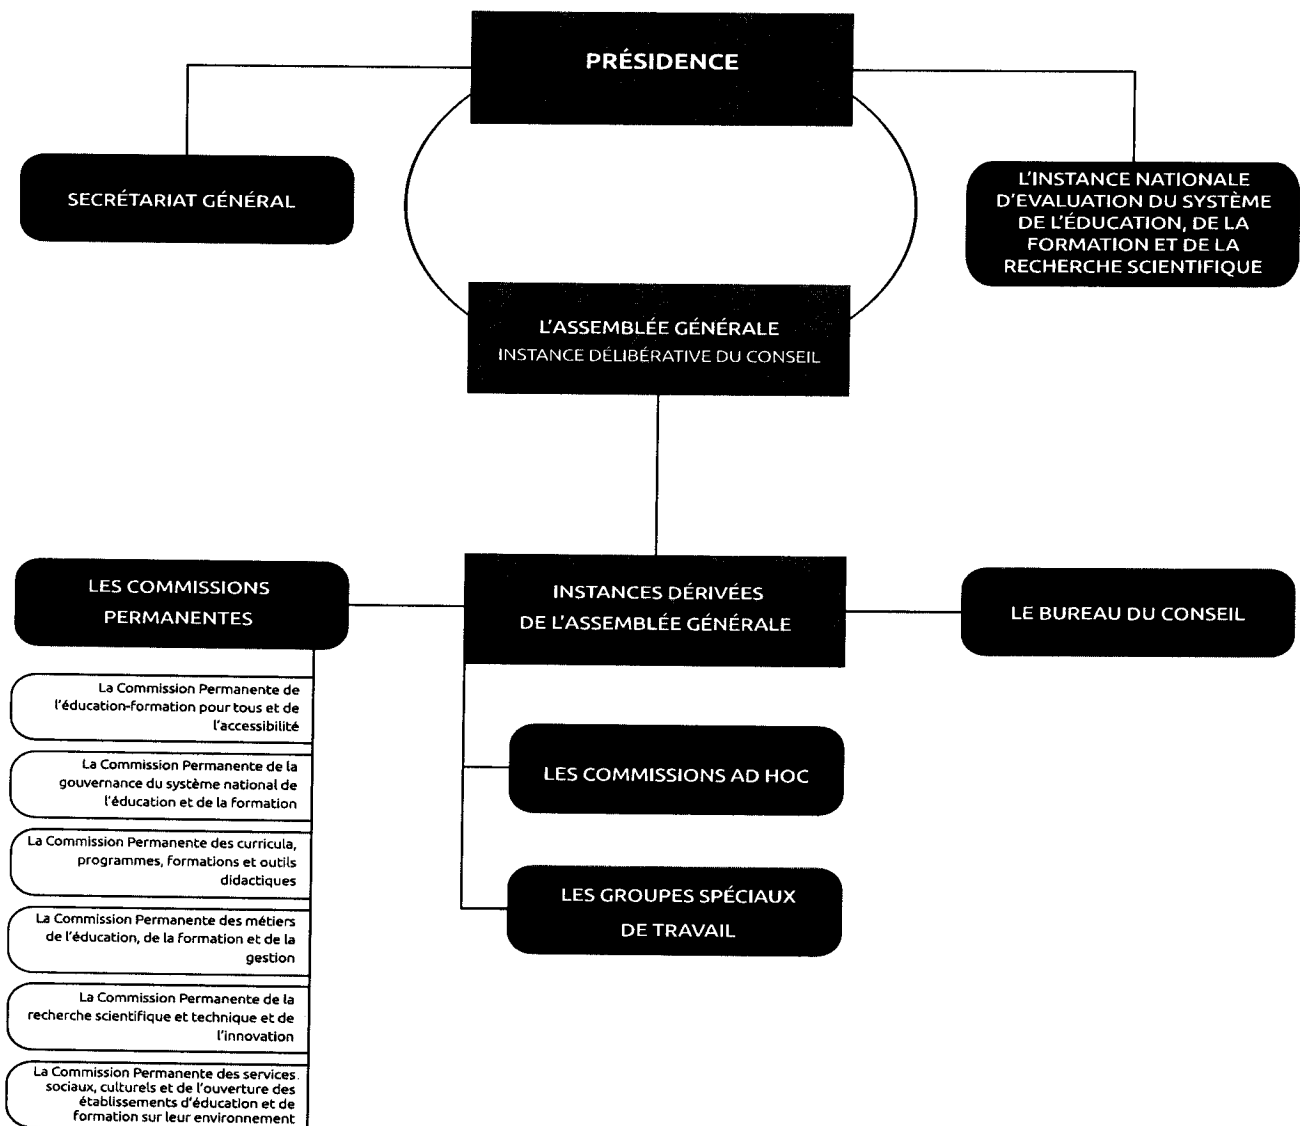 PRÉSIDENCE
SECRÉTARIAT GÉNÉRAL
L'INSTANCE NATIONALE
D'EVALUATION DU SYSTÈME
DE L'ÉDUCATION, DE LA
FORMATION ET DE LA
RECHERCHE SCIENTIFIQUE
L'ASSEMBLÉE GÉNÉRALE
INSTANCE DÉLIBÉRATIVE DU CONSEIL
LES COMMISSIONS
PERMANENTES
INSTANCES DÉRIVÉES
DE L'ASSEMBLÉE GÉNÉRALE
LE BUREAU DU CONSEIL
La Commission Permanente de
l'éducation-formation pour tous et de
l'accessibilité
La Commission Permanente de la
gouvernance du système national de
l'éducation et de la formation
La Commission Permanente des curricula,
programmes, formations et outils
didactiques
La Commission Permanente des métiers
de l'éducation, de la formation et de la
gestion
La Commission Permanente de la
recherche scientifique et technique et de
l'innovation
La Commission Permanente des services
sociaux, culturels et de l'ouverture des
établissements d'éducation et de
formation sur leur environnement
LES COMMISSIONS AD HOC
LES GROUPES SPÉCIAUX
DE TRAVAIL